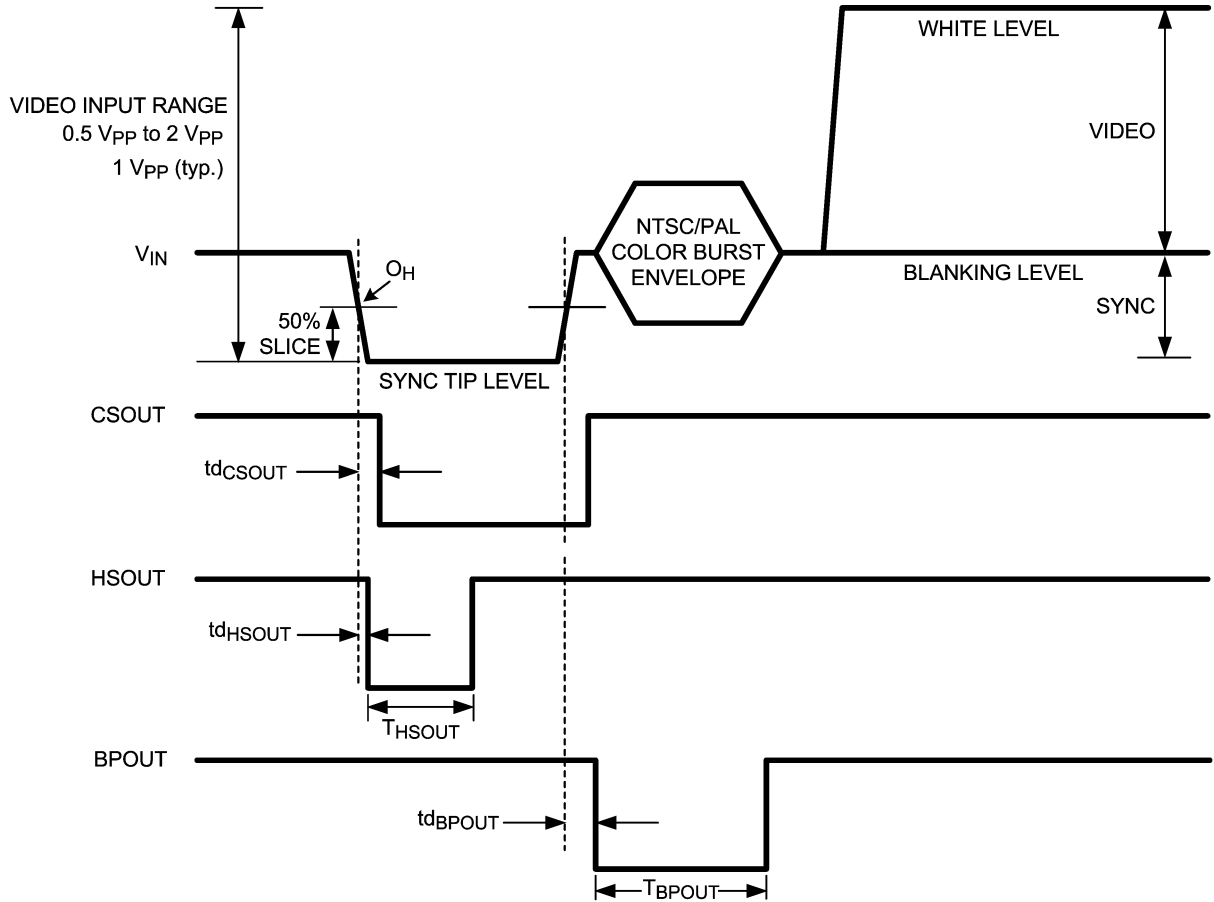 WHITE LEVEL
VIDEO INPUT RANGE
0.5 VPP to 2 VPP
1 VPP (typ.)
VIDEO
NTSC/PAL
COLOR BURST
ENVELOPE
VIN
OH
BLANKING LEVEL
SYNC
50%
SLICE
SYNC TIP LEVEL
CSOUT
tdCSOUT
HSOUT
tdHSOUT
THSOUT
BPOUT
tdBPOUT
TBPOUT